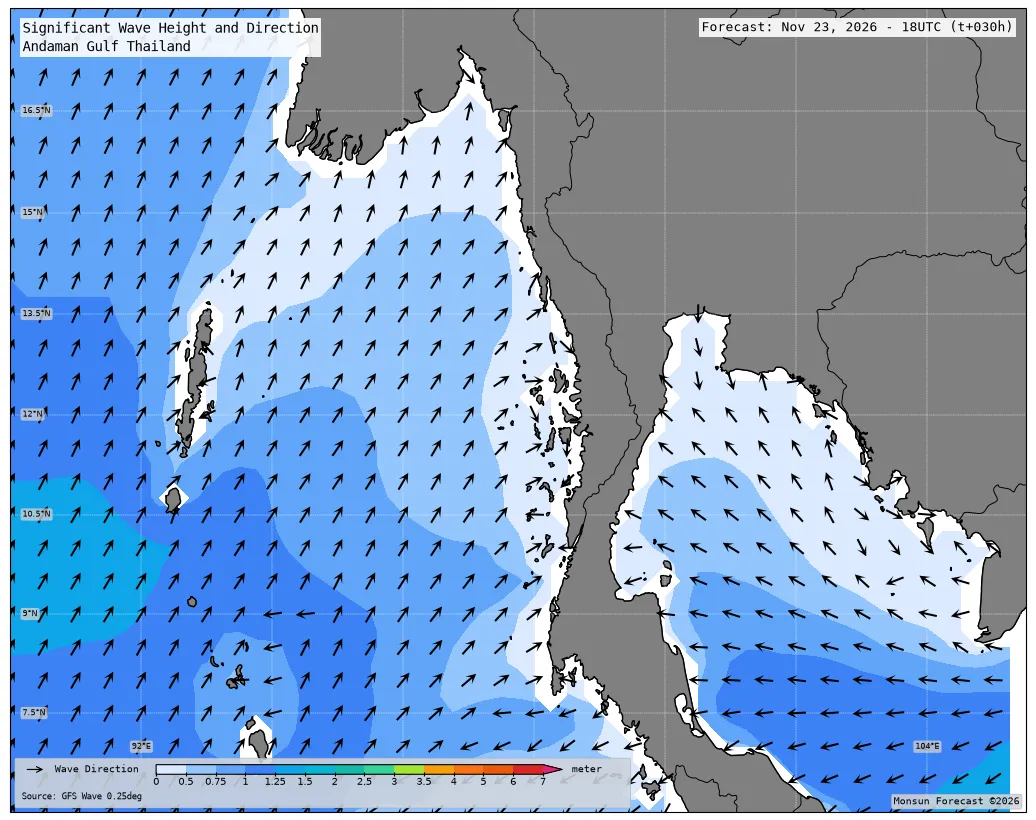 Significant Wave Height and Direction
Andaman Gulf Thailand
Forecast: Nov 23, 2026 - 18UTC (t+030h)
16.5°N
15°N
13.5°N
12°N
10.5°N
9°N
7.5°N
92°E
104°E
Wave Direction
meter
0 0.5 0.75 1 1.25 1.5 2 2.5 3 3.5 4 5 6 7
Source: GFS Wave 0.25deg
Monsun Forecast ©2026